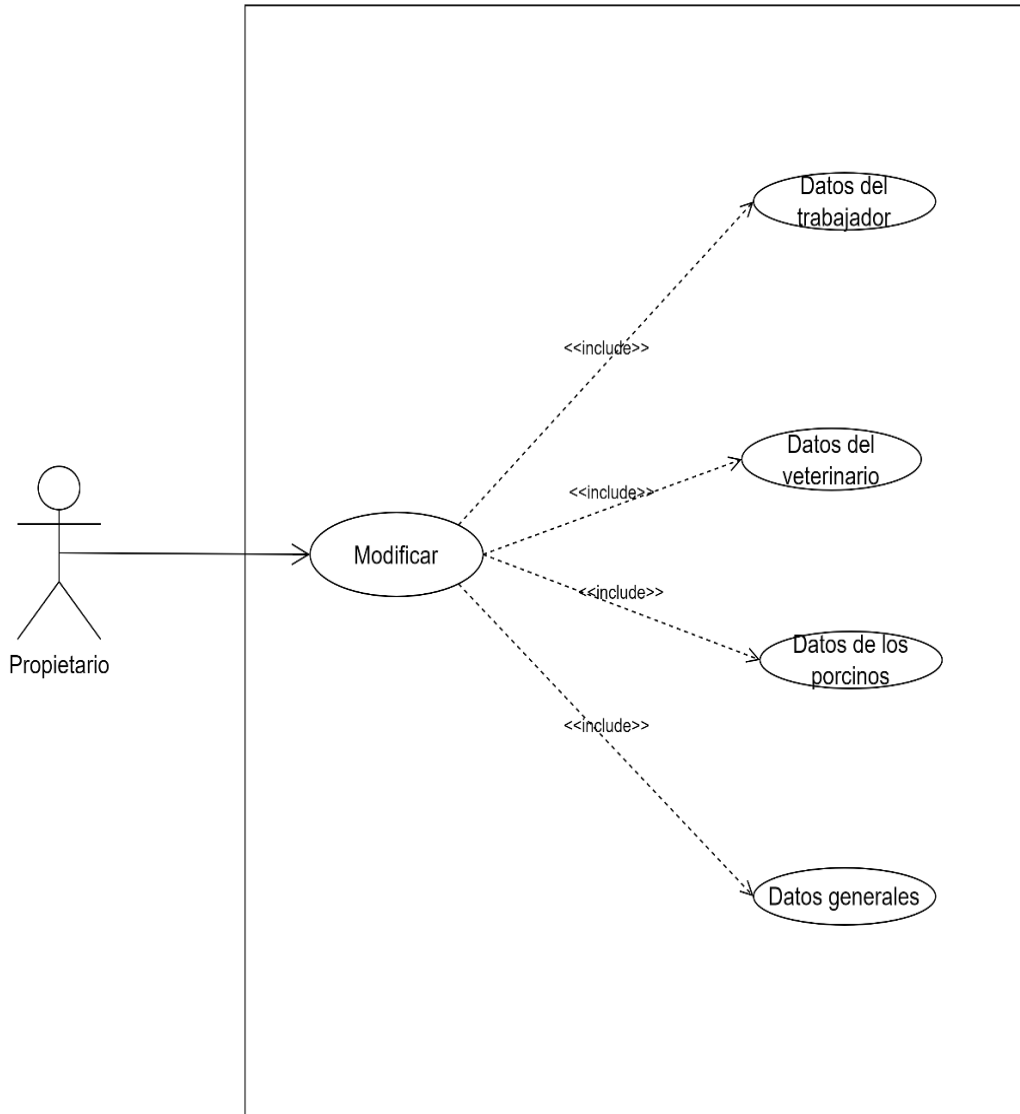 Datos del
trabajador
<<include>>
Datos del
veterinario
<<include>>
Modificar
<<include>>
Datos de los
porcinos
Propietario
<<include>>
Datos generales